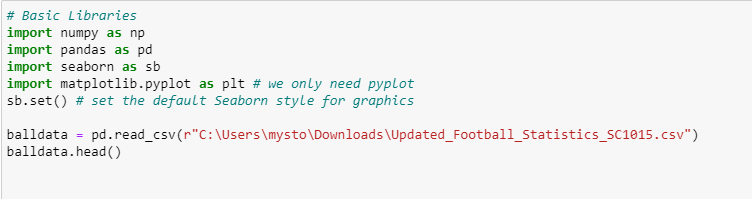 # Basic Libraries
import numpy as np
import pandas as pd
import seaborn as sb
import matplotlib.pyplot as plt # we only need pyplot
sb.set() # set the default Seaborn style for graphics
balldata = pd.read_csv(r"C:\Users\mysto\Downloads\Updated_Football_Statistics_SC1015.csv")
balldata.head()